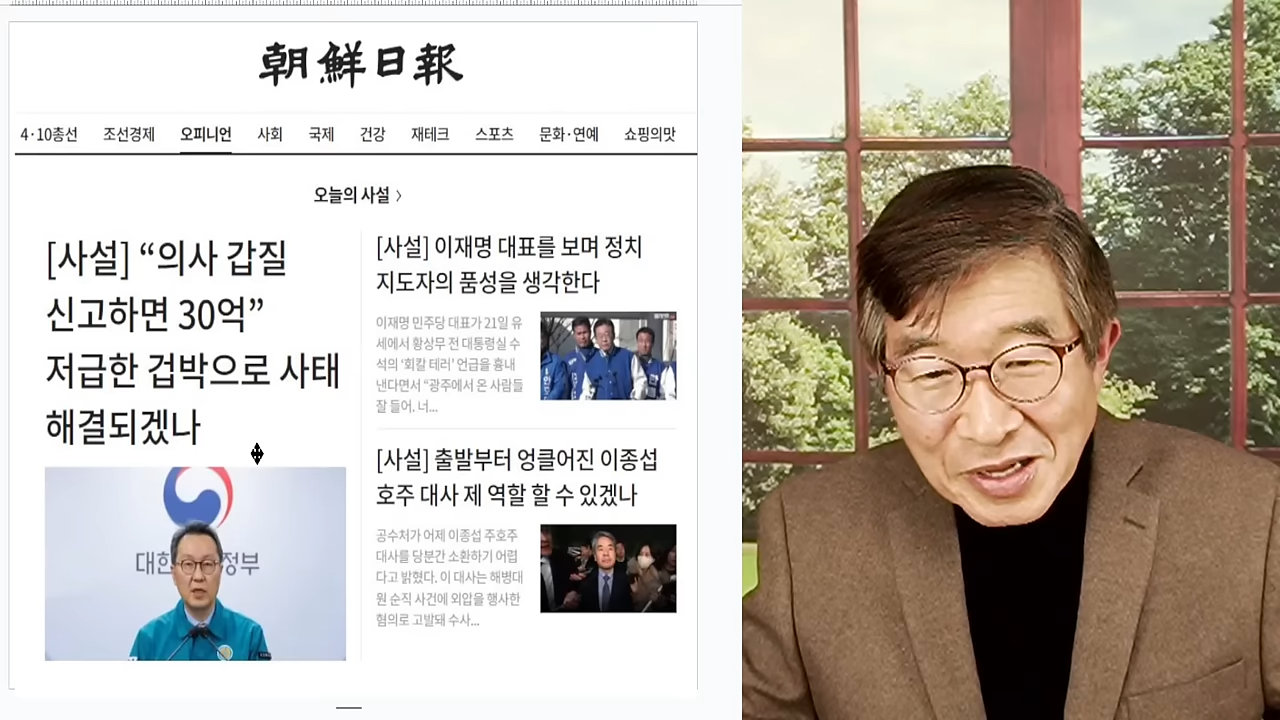 朝鮮日報
4·10총선 조선경제 오피니언 사회 국제 건강 재테크 스포츠 문화·연예 쇼핑의맛
오늘의 사설 〉
[사설] “의사 갑질
신고하면 30억”
저급한 겁박으로 사태
해결되겠나
대한 정부
[사설] 이재명 대표를 보며 정치
지도자의 품성을 생각한다
이재명 민주당 대표가 21일 유
세에서 황상무 전 대통령실 수
석의 ‘회칼 테러’ 언급을 흉내
낸다면서 “광주에서 온 사람들
잘 들어. 너...
[사설] 출발부터 엉클어진 이종섭
호주 대사 제 역할 할 수 있겠나
공수처가 어제 이종섭 주호주
대사를 당분간 소환하기 어렵
다고 밝혔다. 이 대사는 해병대
원 순직 사건에 외압을 행사한
혐의로 고발돼 수사...